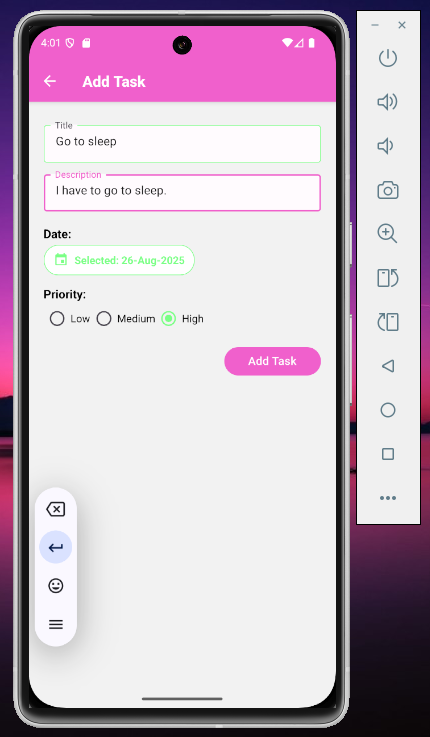 4:01
Add Task
Title
Go to sleep
Description
I have to go to sleep.
Date:
Selected: 26-Aug-2025
Priority:
Low Medium High
Add Task